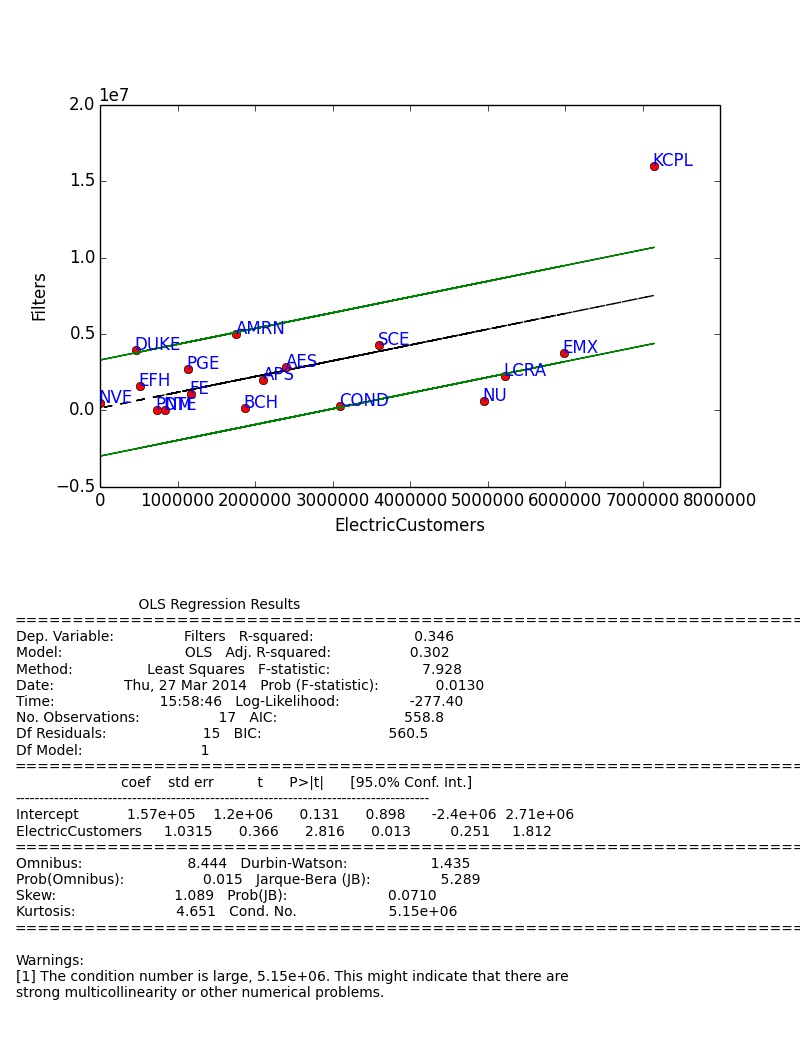 1e7
2.0
KCPL
1.5
1.0
Filters
0.5
AMRN
DUKE
SCE
EMX
PGE
AES
LCRA
EFH
APS
FE
NVE
NU
COND
BCH
0.0
−0.5
0 1000000 2000000 3000000 4000000 5000000 6000000 7000000 8000000
ElectricCustomers
OLS Regression Results
==============================================================================
Dep. Variable: Filters R-squared: 0.346
Model: OLS Adj. R-squared: 0.302
Method: Least Squares F-statistic: 7.928
Date: Thu, 27 Mar 2014 Prob (F-statistic): 0.0130
Time: 15:58:46 Log-Likelihood: -277.40
No. Observations: 17 AIC: 558.8
Df Residuals: 15 BIC: 560.5
Df Model: 1
==============================================================================
coef std err t P>|t| [95.0% Conf. Int.]
------------------------------------------------------------------------------
Intercept 1.57e+05 1.2e+06 0.131 0.898 -2.4e+06 2.71e+06
ElectricCustomers 1.0315 0.366 2.816 0.013 0.251 1.812
==============================================================================
Omnibus: 8.444 Durbin-Watson: 1.435
Prob(Omnibus): 0.015 Jarque-Bera (JB): 5.289
Skew: 1.089 Prob(JB): 0.0710
Kurtosis: 4.651 Cond. No. 5.15e+06
==============================================================================
Warnings:
[1] The condition number is large, 5.15e+06. This might indicate that there are
strong multicollinearity or other numerical problems.